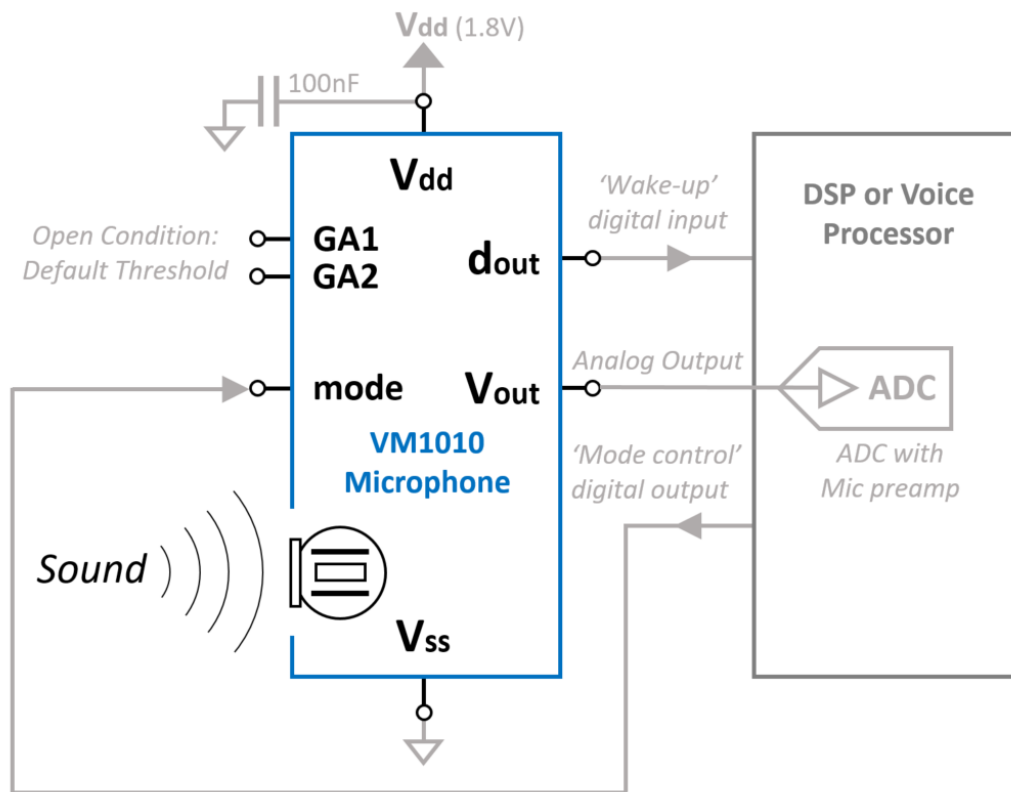 Vdd (1.8V)
100nF
Vdd
Open Condition:
Default Threshold
GA1
GA2
mode
dout
Vout
VM1010
Microphone
Sound
Vss
‘Wake-up’
digital input
Analog Output
‘Mode control’
digital output
DSP or Voice
Processor
ADC
ADC with
Mic preamp